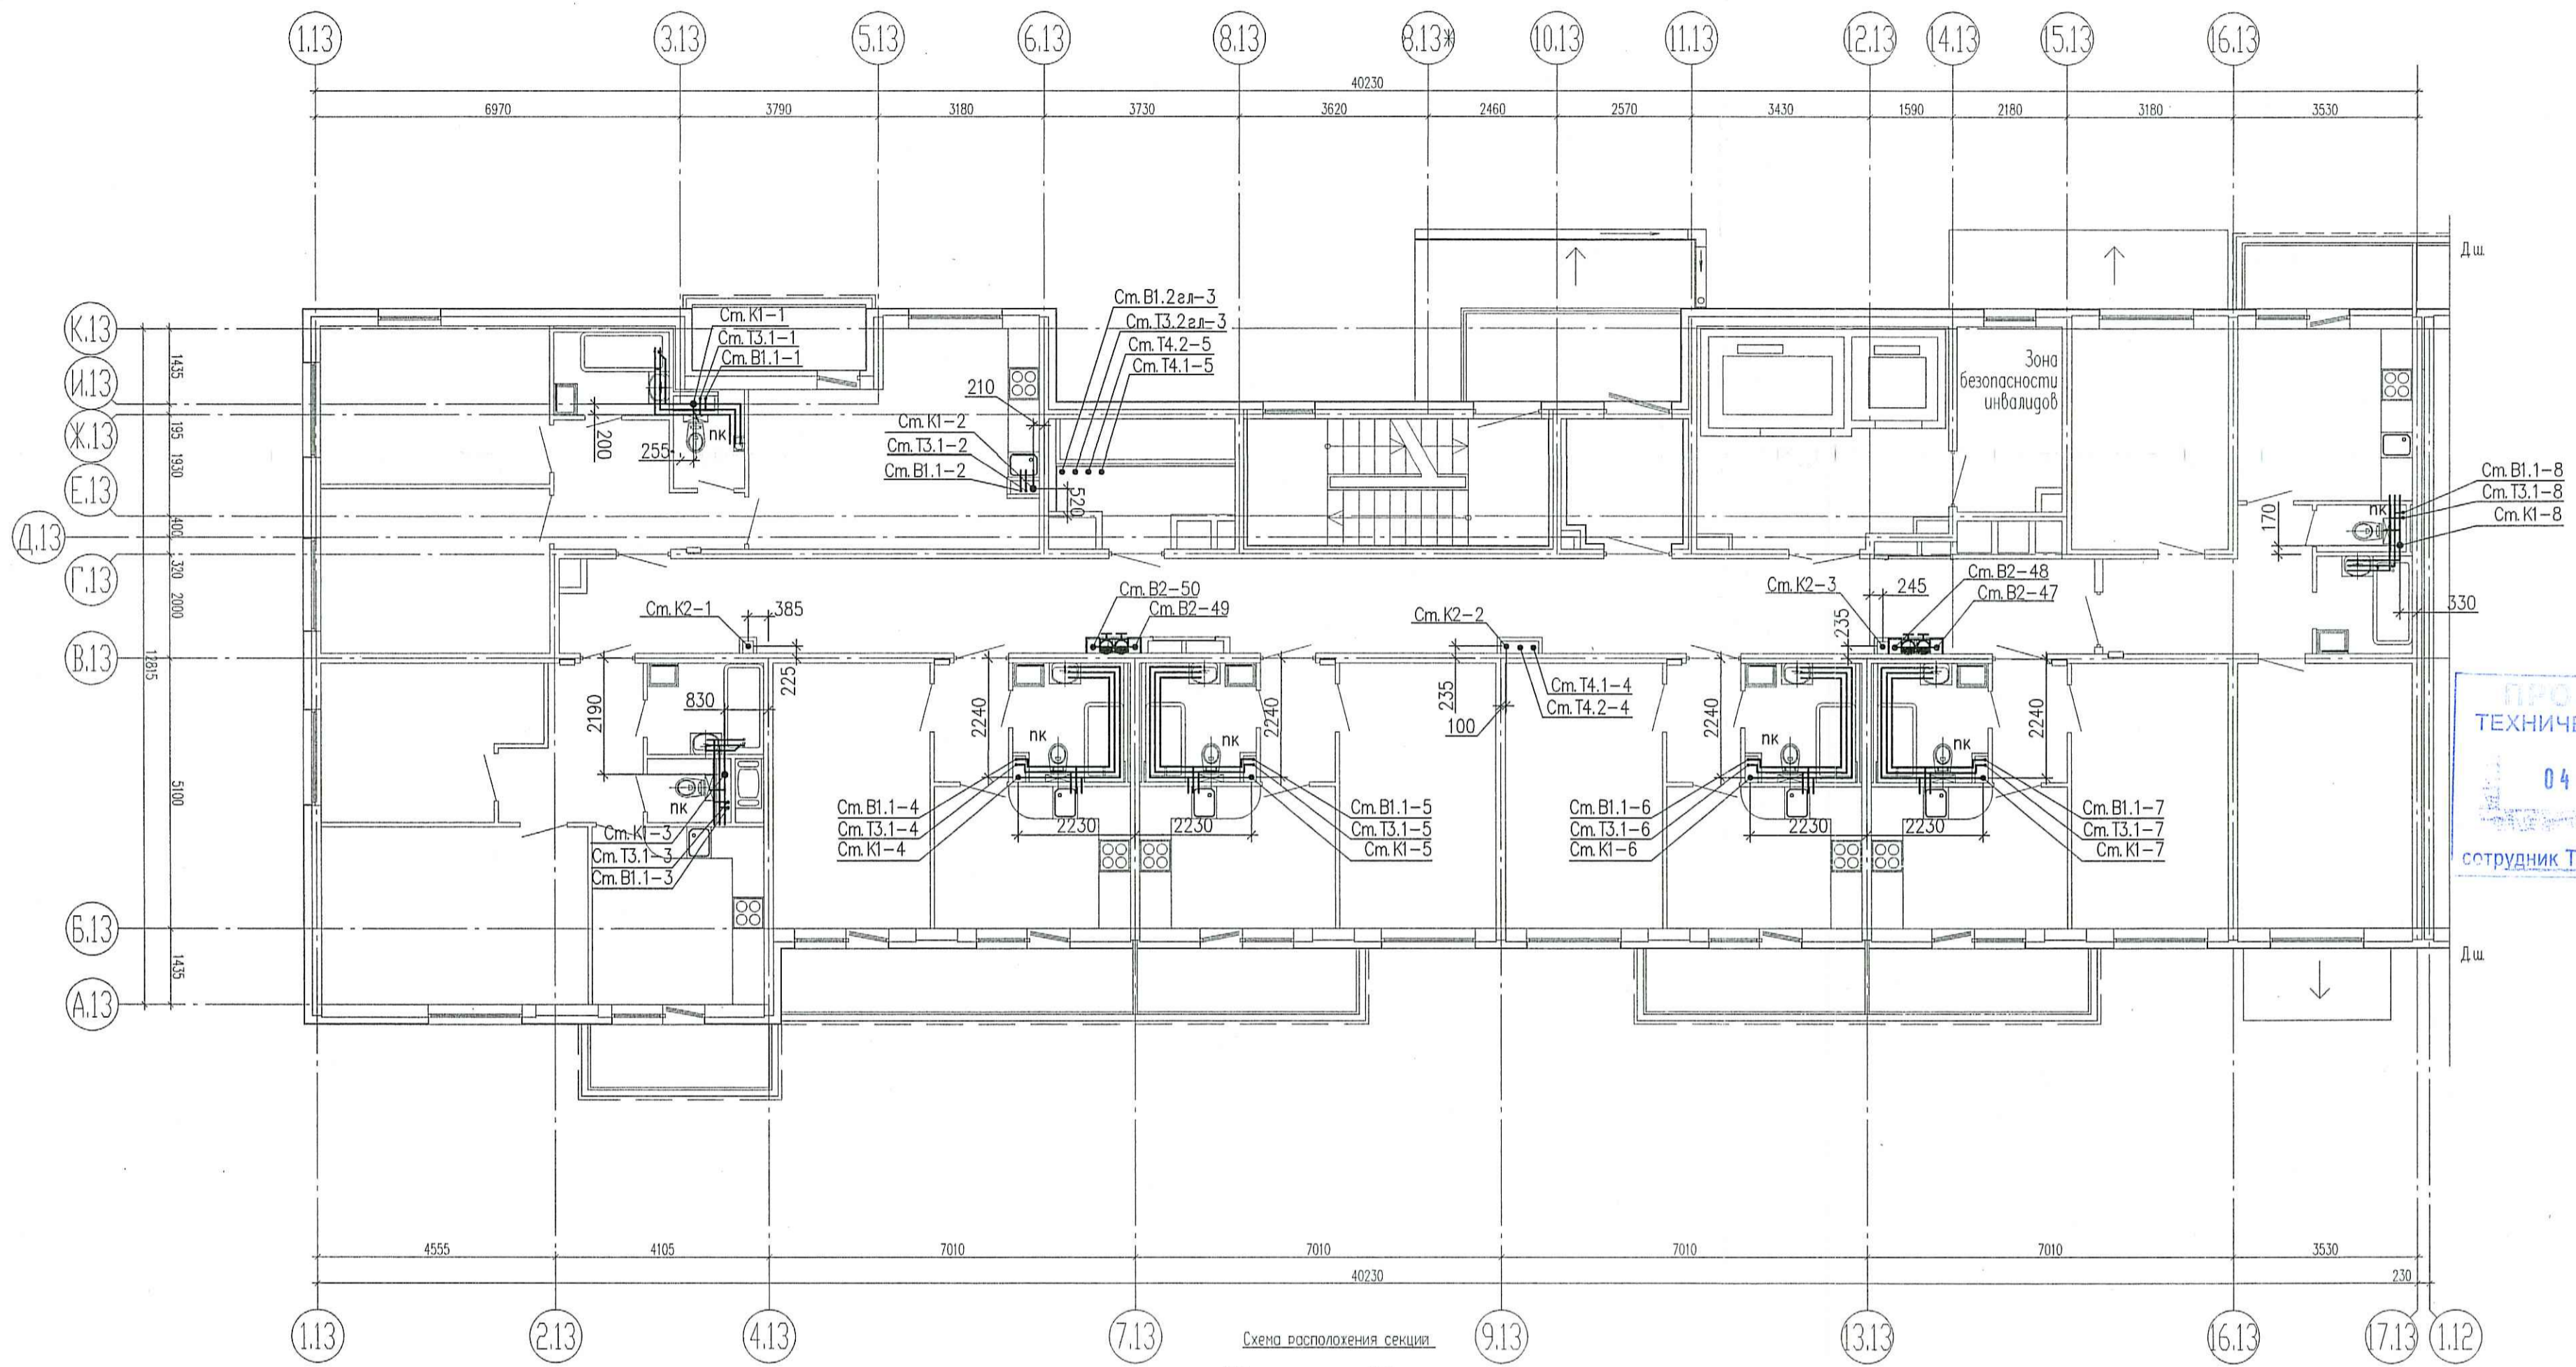 1.13
3.13
5.13
6.13
8.13
8.13ж
10.13
11.13
12.13
14.13
15.13
16.13
40230
6970
3790
3180
3730
3620
2460
2570
3430
1590
2180
3180
3530
Д.ш.
К.13
И.13
Ж.13
Е.13
Д.13
Г.13
В.13
Б.13
А.13
1435
195
1930
400
320
2000
5100
1435
12815
Ст. К1-1
Ст. Т3.1-1
Ст. В1.1-1
200
255
пк
Ст. В1.2гл-3
Ст. Т3.2гл-3
Ст. Т4.2-5
Ст. Т4.1-5
210
Ст. К1-2
Ст. Т3.1-2
Ст. В1.1-2
520
Зона
безопасности
инвалидов
Ст. В1.1-8
Ст. Т3.1-8
Ст. К1-8
пк
170
330
Ст. К2-1
385
225
Ст. В2-50
Ст. В2-49
Ст. К2-2
235
100
Ст. Т4.1-4
Ст. Т4.2-4
Ст. К2-3
245
235
Ст. В2-48
Ст. В2-47
2190
830
пк
Ст. К1-3
Ст. Т3.1-3
Ст. В1.1-3
2240
пк
Ст. В1.1-4
Ст. Т3.1-4
Ст. К1-4
2230
2230
пк
2240
Ст. В1.1-5
Ст. Т3.1-5
Ст. К1-5
2240
пк
Ст. В1.1-6
Ст. Т3.1-6
Ст. К1-6
2230
2230
пк
2240
Ст. В1.1-7
Ст. Т3.1-7
Ст. К1-7
ПРО
ТЕХНИЧЕ
04
сотрудник Т
Д.ш.
4555
4105
7010
7010
7010
7010
3530
40230
230
1.13
2.13
4.13
7.13
9.13
13.13
16.13
17.13
1.12
Схема расположения секции